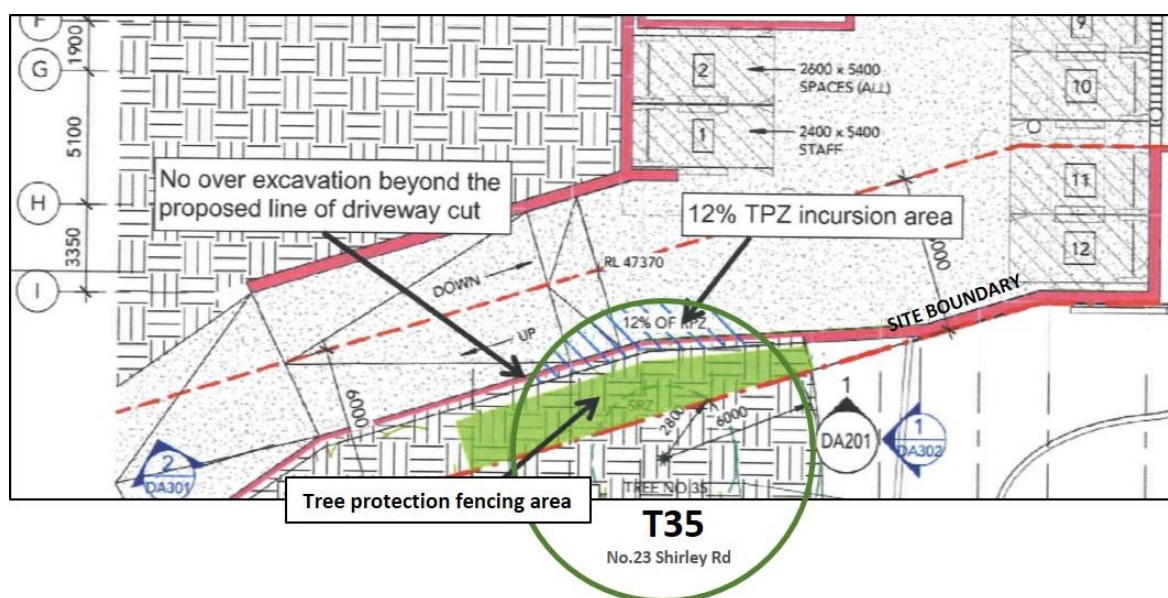 F
1900
G
5100
H
3350
I
2
2600 x 5400
SPACES (ALL)
1
2400 x 5400
STAFF
9
10
11
12
No over excavation beyond the
proposed line of driveway cut
12% TPZ incursion area
DOWN
RL 47370
UP
12% OF RPZ
SITE BOUNDARY
6000
SRZ
2800
6000
1
DA201
1
DA302
2
DA301
Tree protection fencing area
TREE NO.35
T35
No.23 Shirley Rd